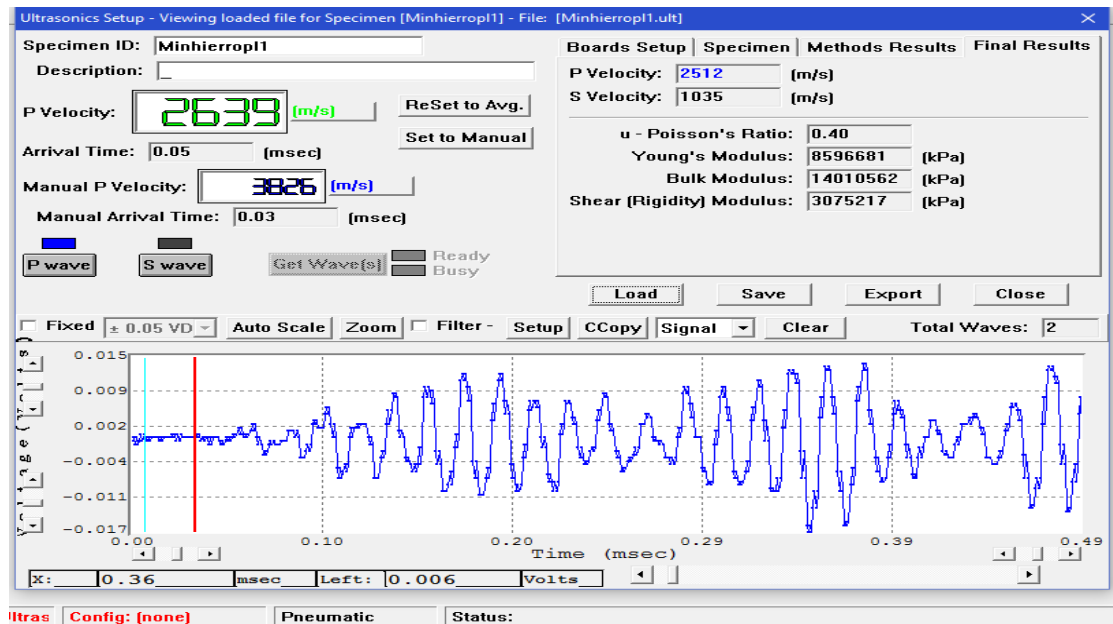 Ultrasonics Setup - Viewing loaded file for Specimen [Minhierropl1] - File: [Minhierropl1.ult]
Specimen ID: Minhierropl1
Description: _
P Velocity: 2639 (m/s) ReSet to Avg.
Set to Manual
Arrival Time: 0.05 (msec)
Manual P Velocity: 3826 (m/s)
Manual Arrival Time: 0.03 (msec)
P wave S wave Get Wave(s) Ready
Busy
Boards Setup Specimen Methods Results Final Results
P Velocity: 2512 (m/s)
S Velocity: 1035 (m/s)
u - Poisson's Ratio: 0.40
Young's Modulus: 8596681 (kPa)
Bulk Modulus: 14010562 (kPa)
Shear (Rigidity) Modulus: 3075217 (kPa)
Load Save Export Close
Fixed ± 0.05 VD Auto Scale Zoom Filter - Setup CCopy Signal Clear Total Waves: 2
0.015
0.009
0.002
-0.004
-0.011
-0.017
0.00 0.10 0.20 0.29 0.39 0.49
Time (msec)
X: 0.36 msec Left: 0.006 Volts
Ultras Config: (none) Pneumatic Status: